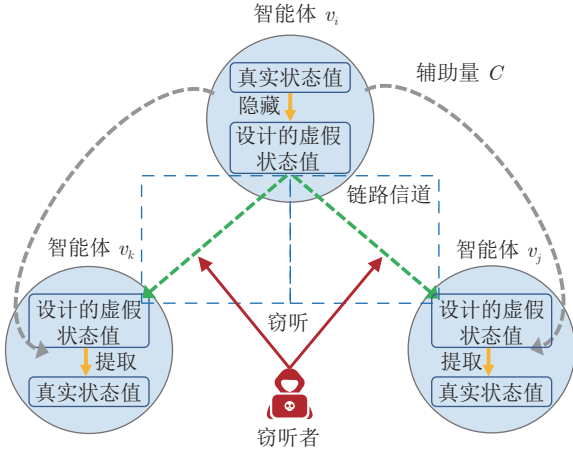 智能体 v_i
真实状态值
隐藏
设计的虚假
状态值
辅助量 C
链路信道
智能体 v_k
设计的虚假
状态值
提取
真实状态值
智能体 v_j
设计的虚假
状态值
提取
真实状态值
窃听
窃听者